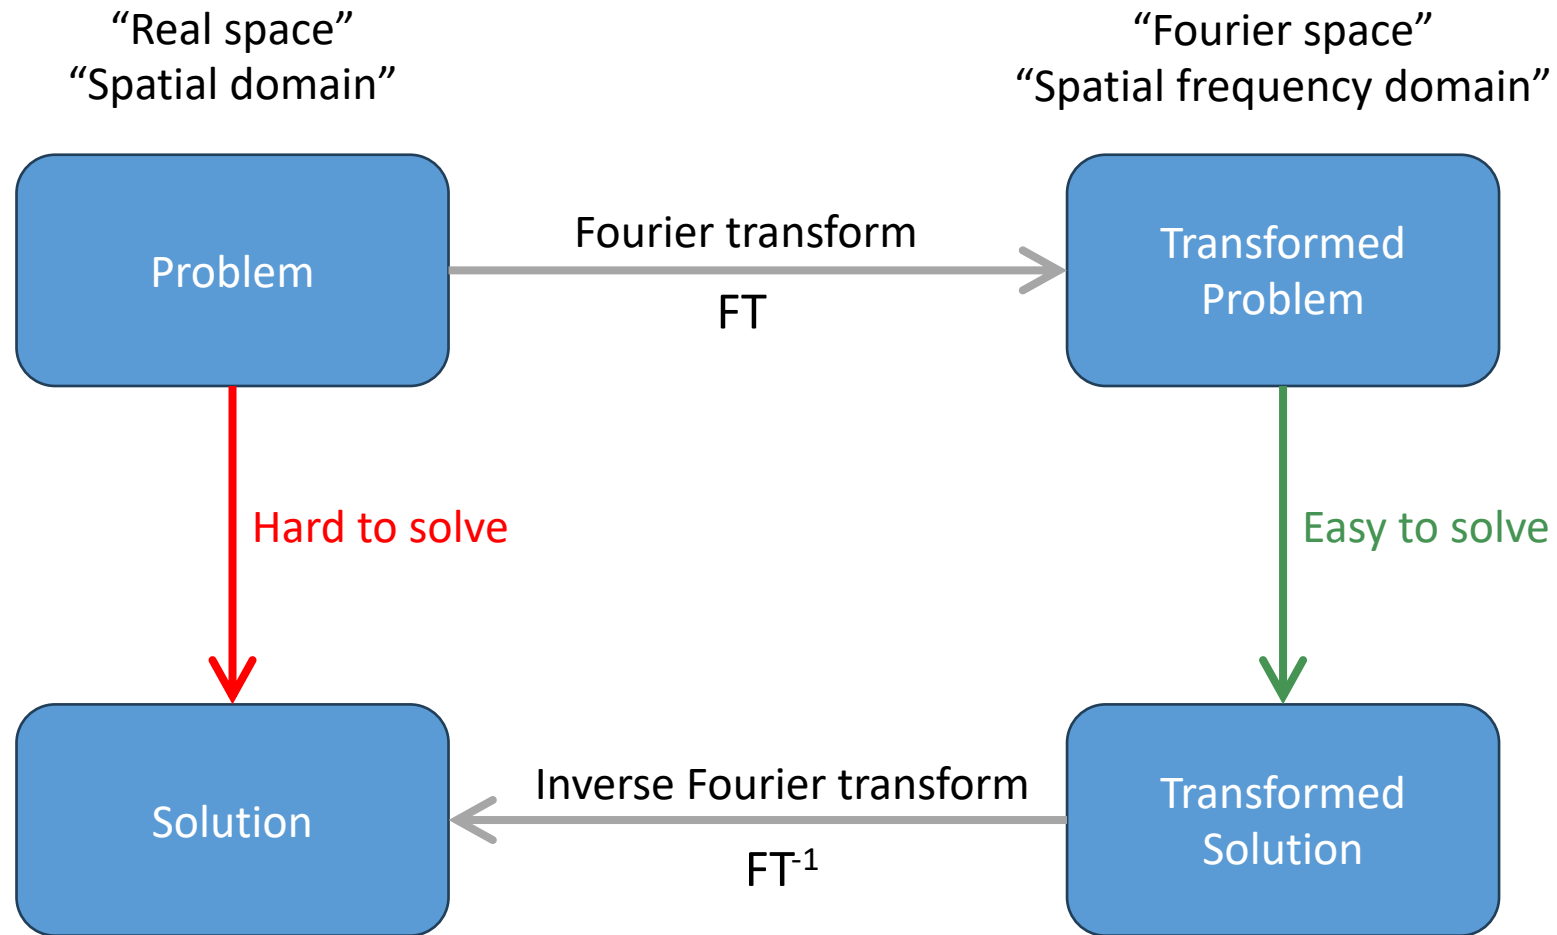 “Real space”
“Spatial domain”
“Fourier space”
“Spatial frequency domain”
Problem
Fourier transform
FT
Transformed
Problem
Hard to solve
Easy to solve
Solution
Inverse Fourier transform
FT⁻¹
Transformed
Solution